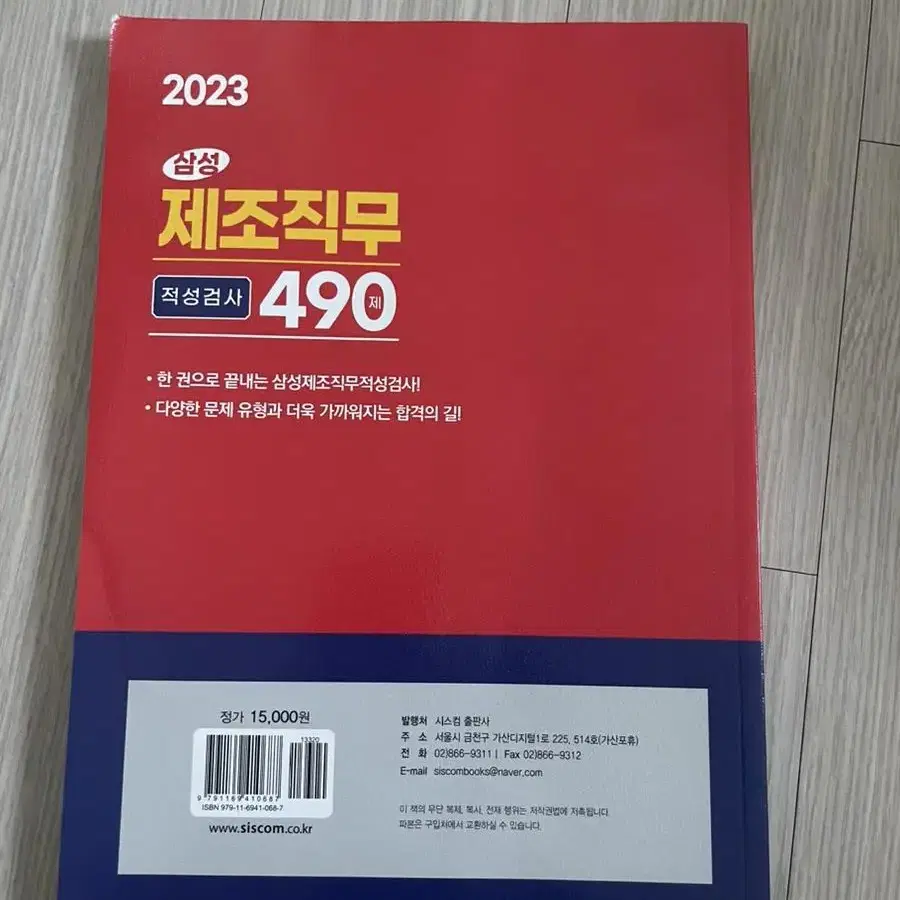 2023
삼성
제조직무
적성검사 490제
• 한 권으로 끝내는 삼성제조직무적성검사!
• 다양한 문제 유형과 더욱 가까워지는 합격의 길!
정가 15,000원
13320
9 791169 410687
ISBN 979-11-6941-068-7
www.siscom.co.kr
발행처 시스컴 출판사
주 소 서울시 금천구 가산디지털1로 225, 514호(가산포휴)
전 화 02)866-9311 | Fax 02)866-9312
E-mail siscombooks@naver.com
이 책의 무단 복제, 복사, 전재 행위는 저작권법에 저촉됩니다.
파본은 구입처에서 교환하실 수 있습니다.